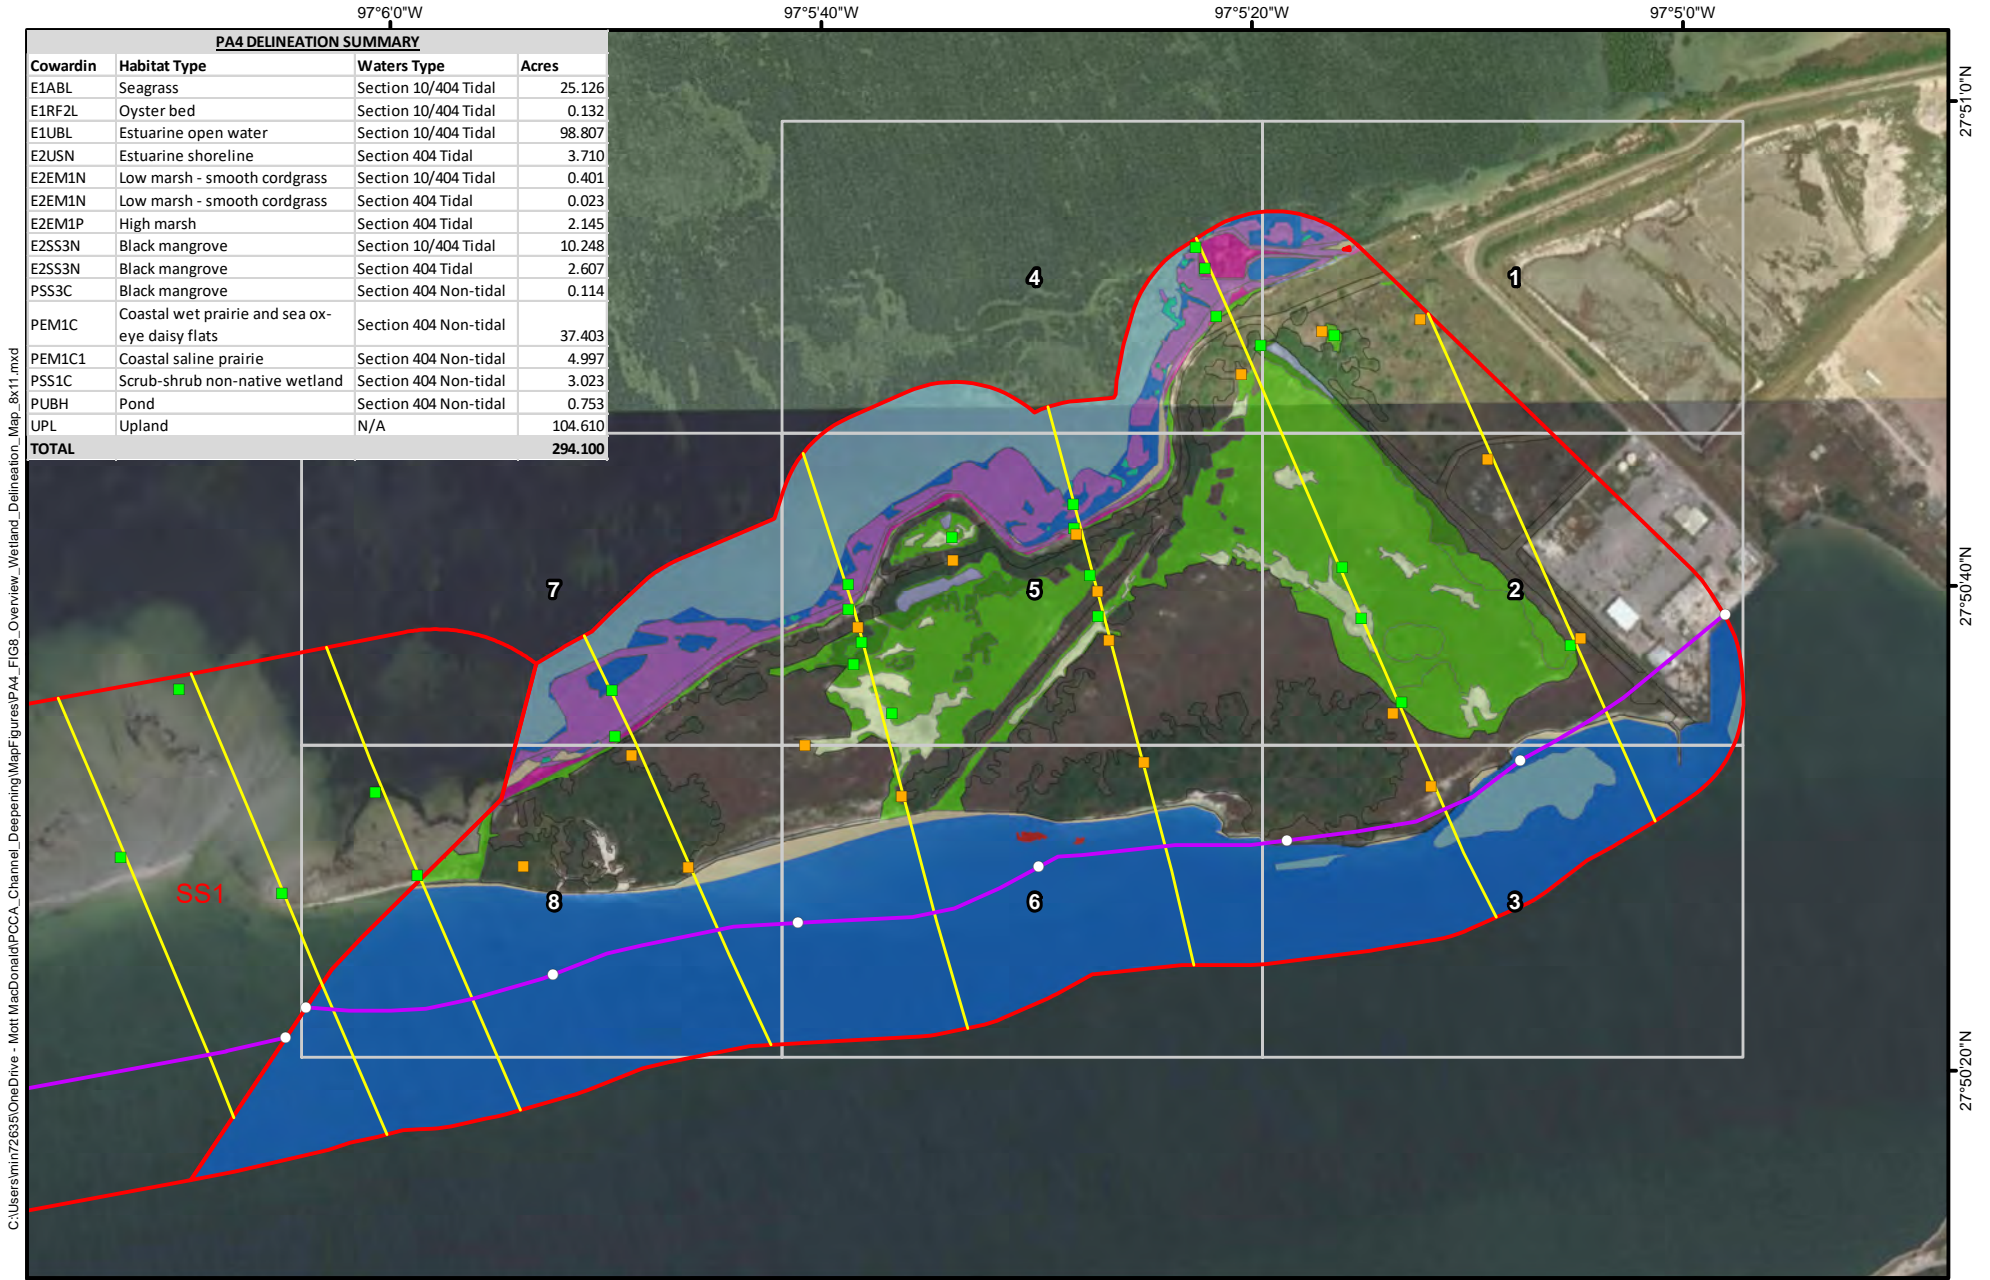 97°6'0"W 97°5'40"W 97°5'20"W 97°5'0"W
PA4 DELINEATION SUMMARY
Cowardin Habitat Type Waters Type Acres
E1ABL Seagrass Section 10/404 Tidal 25.126
E1RF2L Oyster bed Section 10/404 Tidal 0.132
E1UBL Estuarine open water Section 10/404 Tidal 98.807
E2USN Estuarine shoreline Section 404 Tidal 3.710
E2EM1N Low marsh - smooth cordgrass Section 10/404 Tidal 0.401
E2EM1N Low marsh - smooth cordgrass Section 404 Tidal 0.023
E2EM1P High marsh Section 404 Tidal 2.145
E2SS3N Black mangrove Section 10/404 Tidal 10.248
E2SS3N Black mangrove Section 404 Tidal 2.607
PSS3C Black mangrove Section 404 Non-tidal 0.114
PEM1C Coastal wet prairie and sea ox-
eye daisy flats Section 404 Non-tidal 37.403
PEM1C1 Coastal saline prairie Section 404 Non-tidal 4.997
PSS1C Scrub-shrub non-native wetland Section 404 Non-tidal 3.023
PUBH Pond Section 404 Non-tidal 0.753
UPL Upland N/A 104.610
TOTAL 294.100
27°51'0"N
4 1
7 5 2
27°50'40"N
SS1
8 6 3
27°50'20"N
C:\Users\min72635\OneDrive - Mott MacDonald\PCCA_Channel_Deepening\MapFigures\PA4_FIG8_Overview_Wetland_Delineation_Map_8x11.mxd